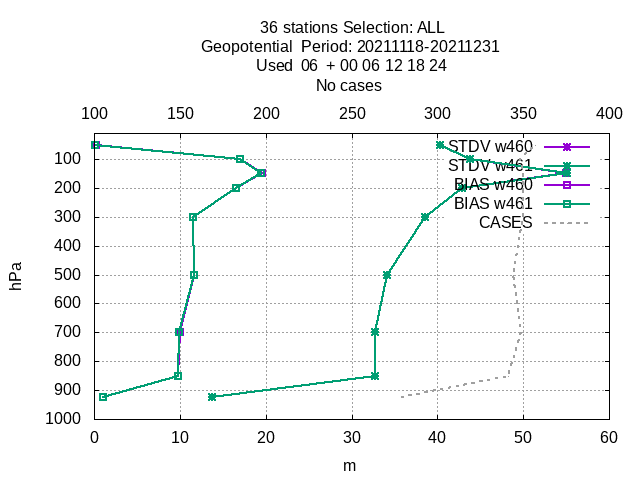 36 stations Selection: ALL
Geopotential  Period: 20211118-20211231
Used  06  + 00 06 12 18 24
No cases
100 150 200 250 300 350 400
STDV w460
STDV w461
BIAS w460
BIAS w461
CASES
hPa
100
200
300
400
500
600
700
800
900
1000
0 10 20 30 40 50 60
m